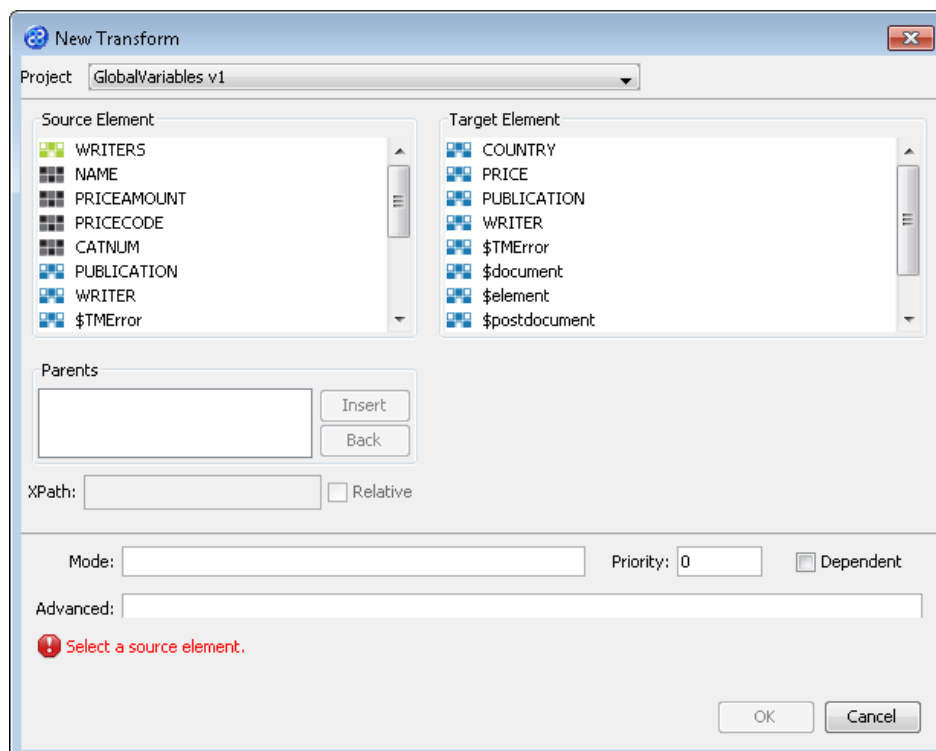 New Transform
Project GlobalVariables v1
Source Element
WRITERS
NAME
PRICEAMOUNT
PRICECODE
CATNUM
PUBLICATION
WRITER
$TMError
Target Element
COUNTRY
PRICE
PUBLICATION
WRITER
$TMError
$document
$element
$postdocument
Parents
Insert
Back
XPath: Relative
Mode: Priority: 0 Dependent
Advanced:
Select a source element.
OK Cancel